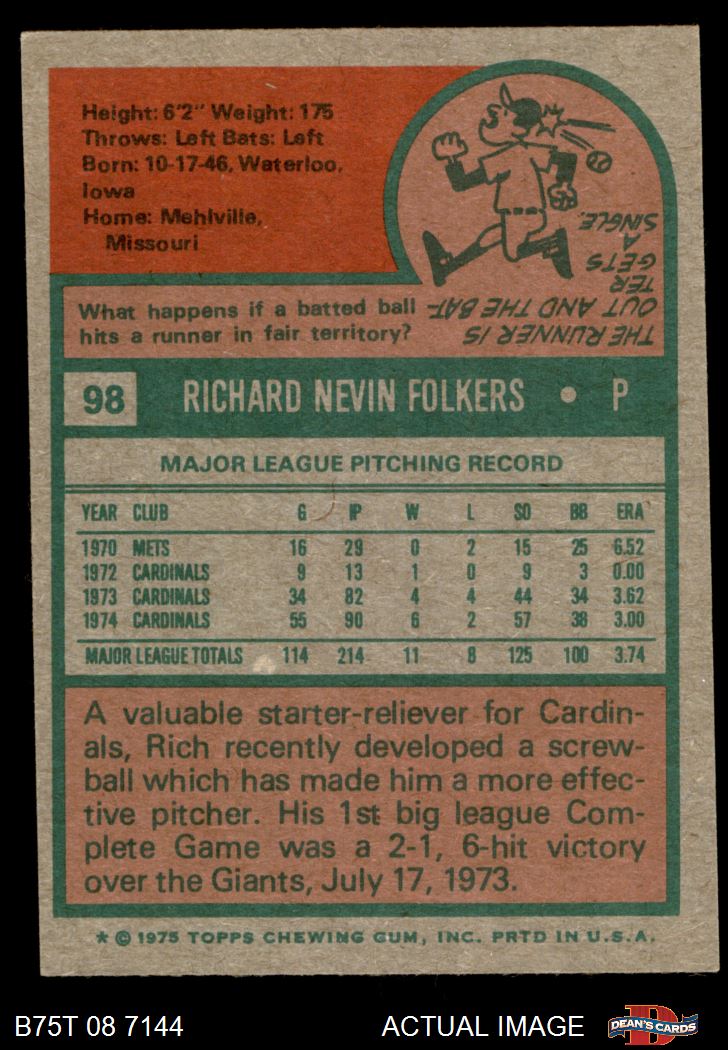 Height: 6'2" Weight: 175
Throws: Left Bats: Left
Born: 10-17-46, Waterloo,
Iowa
Home: Mehlville,
Missouri
What happens if a batted ball
hits a runner in fair territory?
THE RUNNER IS
OUT AND THE BAT-
TER
GETS
A
SINGLE.
98 RICHARD NEVIN FOLKERS • P
MAJOR LEAGUE PITCHING RECORD
YEAR CLUB G IP W L SO BB ERA
1970 METS 16 29 0 2 15 25 6.52
1972 CARDINALS 9 13 1 0 9 3 0.00
1973 CARDINALS 34 82 4 4 44 34 3.62
1974 CARDINALS 55 90 6 2 57 38 3.00
MAJOR LEAGUE TOTALS 114 214 11 8 125 100 3.74
A valuable starter-reliever for Cardin-
als, Rich recently developed a screw-
ball which has made him a more effec-
tive pitcher. His 1st big league Com-
plete Game was a 2-1, 6-hit victory
over the Giants, July 17, 1973.
* © 1975 TOPPS CHEWING GUM, INC. PRTD IN U.S.A.
B75T 08 7144 ACTUAL IMAGE D DEAN'S CARDS